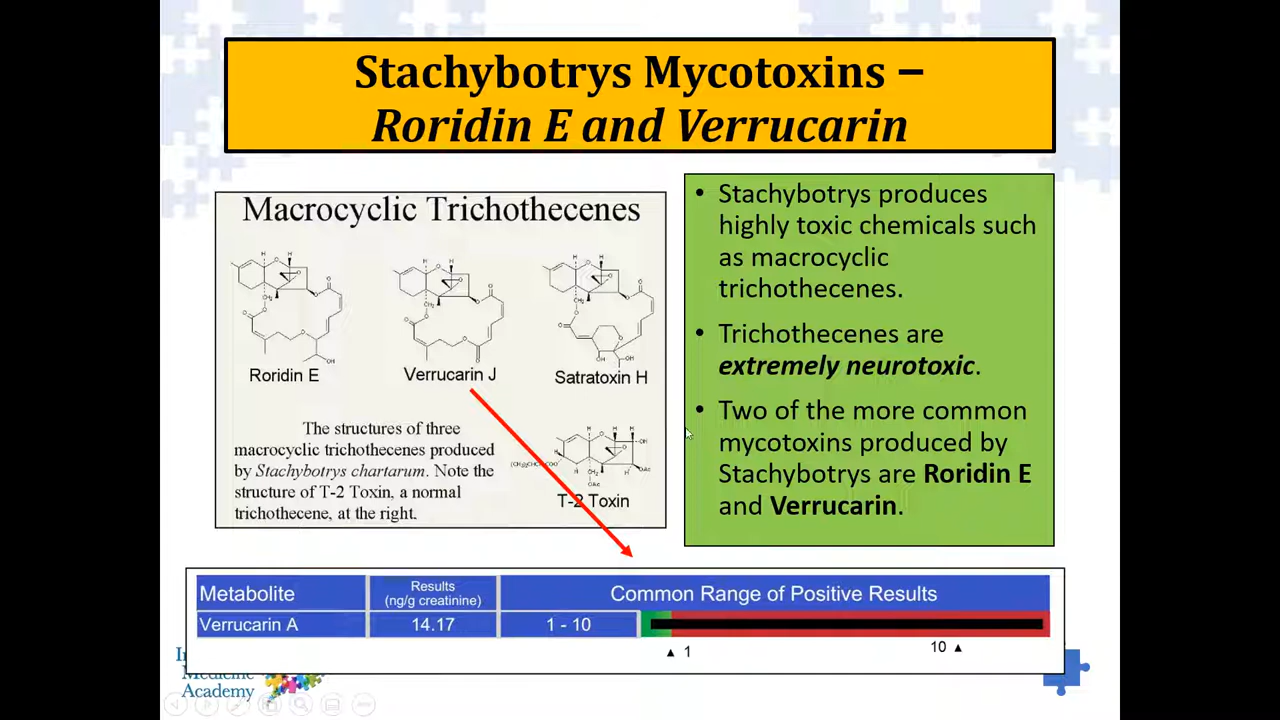 Stachybotrys Mycotoxins –
Roridin E and Verrucarin
Macrocyclic Trichothecenes
Roridin E
Verrucarin J
Satratoxin H
The structures of three
macrocyclic trichothecenes produced
by Stachybotrys chartarum. Note the
structure of T-2 Toxin, a normal
trichothecene, at the right.
T-2 Toxin
• Stachybotrys produces
highly toxic chemicals such
as macrocyclic
trichothecenes.
• Trichothecenes are
extremely neurotoxic.
• Two of the more common
mycotoxins produced by
Stachybotrys are Roridin E
and Verrucarin.
Metabolite
Results
(ng/g creatinine)
Common Range of Positive Results
Verrucarin A
14.17
1 - 10
▲ 1
10 ▲
Medicine
Academy